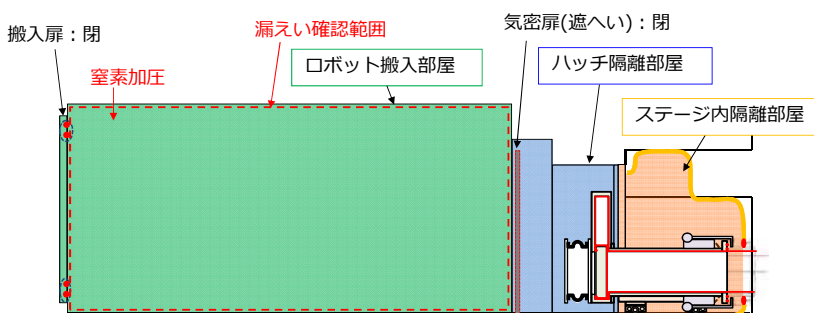 搬入扉：閉
漏えい確認範囲
気密扉(遮へい)：閉
窒素加圧
ロボット搬入部屋
ハッチ隔離部屋
ステージ内隔離部屋